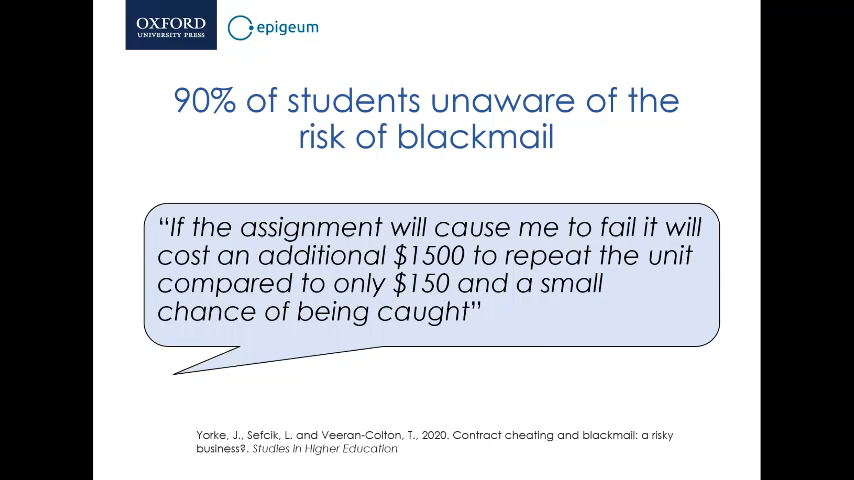 OXFORD
UNIVERSITY PRESS
epigeum
90% of students unaware of the
risk of blackmail
“If the assignment will cause me to fail it will
cost an additional $1500 to repeat the unit
compared to only $150 and a small
chance of being caught”
Yorke, J., Sefcik, L. and Veeran-Colton, T., 2020. Contract cheating and blackmail: a risky
business?. Studies in Higher Education